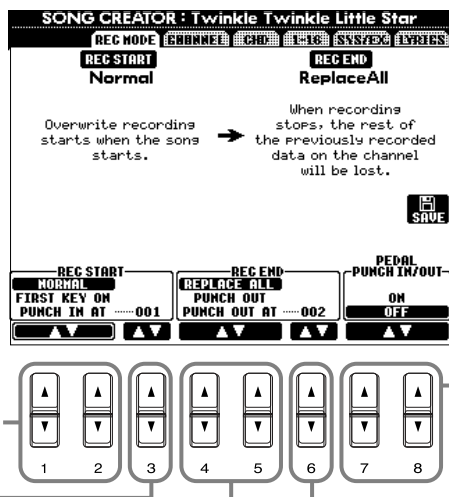 SONG CREATOR : Twinkle Twinkle Little Star
REC MODE CHANNEL CHD 1-16 SYS/EX. LYRICS
REC START REC END
Normal ReplaceAll
Overwrite recording
starts when the song
starts.
When recording
stops, the rest of
the previously recorded
data on the channel
will be lost.
SAVE
REC START
NORMAL
FIRST KEY ON
PUNCH IN AT ······001
REC END
REPLACE ALL
PUNCH OUT
PUNCH OUT AT ······002
PEDAL
PUNCH IN/OUT
ON
OFF
1 2 3 4 5 6 7 8